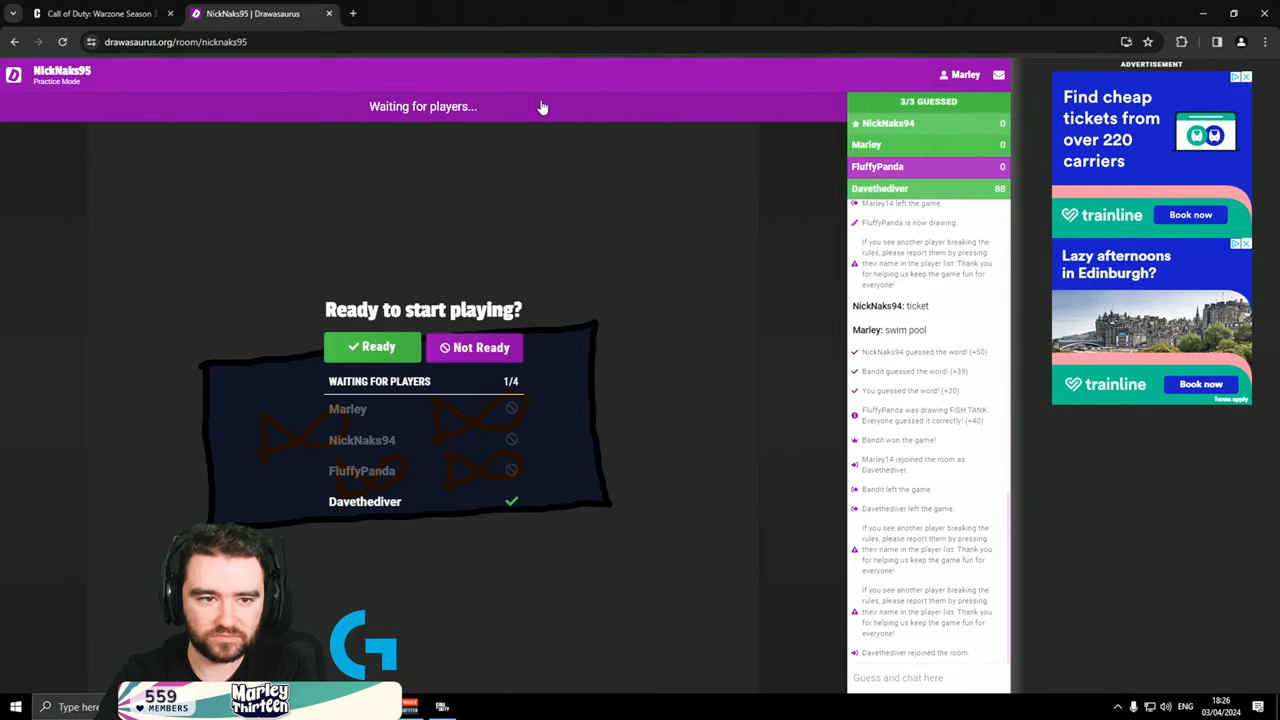 Call of Duty: Warzone Season 3
NickNaks95 | Drawasaurus
drawasaurus.org/room/nicknaks95
NickNaks95
Practice Mode
Marley
Waiting for players...
3/3 GUESSED
NickNaks94 0
Marley 0
FluffyPanda 0
Davethediver 88
Marley14 left the game.
FluffyPanda is now drawing.
If you see another player breaking the
rules, please report them by pressing
their name in the player list. Thank you
for helping us keep the game fun for
everyone!
NickNaks94: ticket
Marley: swim pool
NickNaks94 guessed the word! (+50)
Bandit guessed the word! (+39)
You guessed the word! (+30)
FluffyPanda was drawing FISH TANK.
Everyone guessed it correctly! (+40)
Bandit won the game!
Marley14 rejoined the room as
Davethediver.
Bandit left the game.
Davethediver left the game.
If you see another player breaking the
rules, please report them by pressing
their name in the player list. Thank you
for helping us keep the game fun for
everyone!
If you see another player breaking the
rules, please report them by pressing
their name in the player list. Thank you
for helping us keep the game fun for
everyone!
Davethediver rejoined the room.
Guess and chat here
Ready to start playing?
Ready
Not Ready
WAITING FOR PLAYERS 1/4
Marley
NickNaks94
FluffyPanda
Davethediver
ADVERTISEMENT
Find cheap
tickets from
over 220
carriers
trainline
Book now
Lazy afternoons
in Edinburgh?
trainline
Book now
Terms apply
559
MEMBERS
Marley
Thirteen
Type here
ENG
18:26
03/04/2024